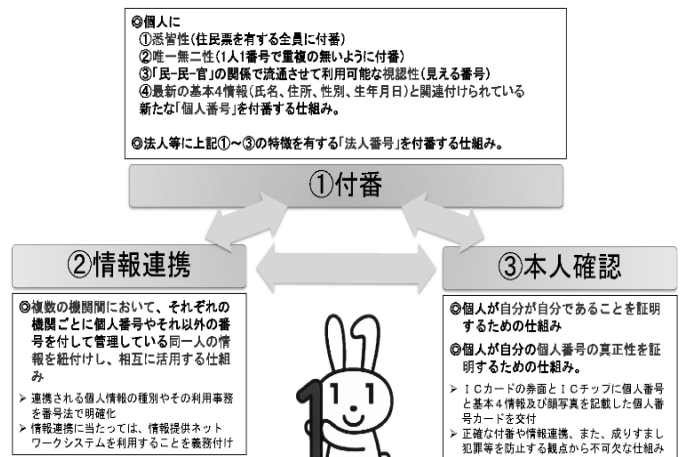 ◎個人に
①悉皆性(住民票を有する全員に付番)
②唯一無二性(1人1番号で重複の無いように付番)
③「民-民-官」の関係で流通させて利用可能な視認性(見える番号)
④最新の基本4情報(氏名、住所、性別、生年月日)と関連付けられている
新たな「個人番号」を付番する仕組み。
◎法人等に上記①～③の特徴を有する「法人番号」を付番する仕組み。
①付番
②情報連携
◎複数の機関間において、それぞれの
機関ごとに個人番号やそれ以外の番
号を付して管理している同一人の情
報を紐付けし、相互に活用する仕組
み
➢ 連携される個人情報の種別やその利用事務
を番号法で明確化
➢ 情報連携に当たっては、情報提供ネット
ワークシステムを利用することを義務付け
③本人確認
◎個人が自分が自分であることを証明
するための仕組み
◎個人が自分の個人番号の真正性を証
明するための仕組み。
➢ ＩＣカードの券面とＩＣチップに個人番号
と基本４情報及び顔写真を記載した個人番
号カードを交付
➢ 正確な付番や情報連携、また、成りすまし
犯罪等を防止する観点から不可欠な仕組み
1
1 1